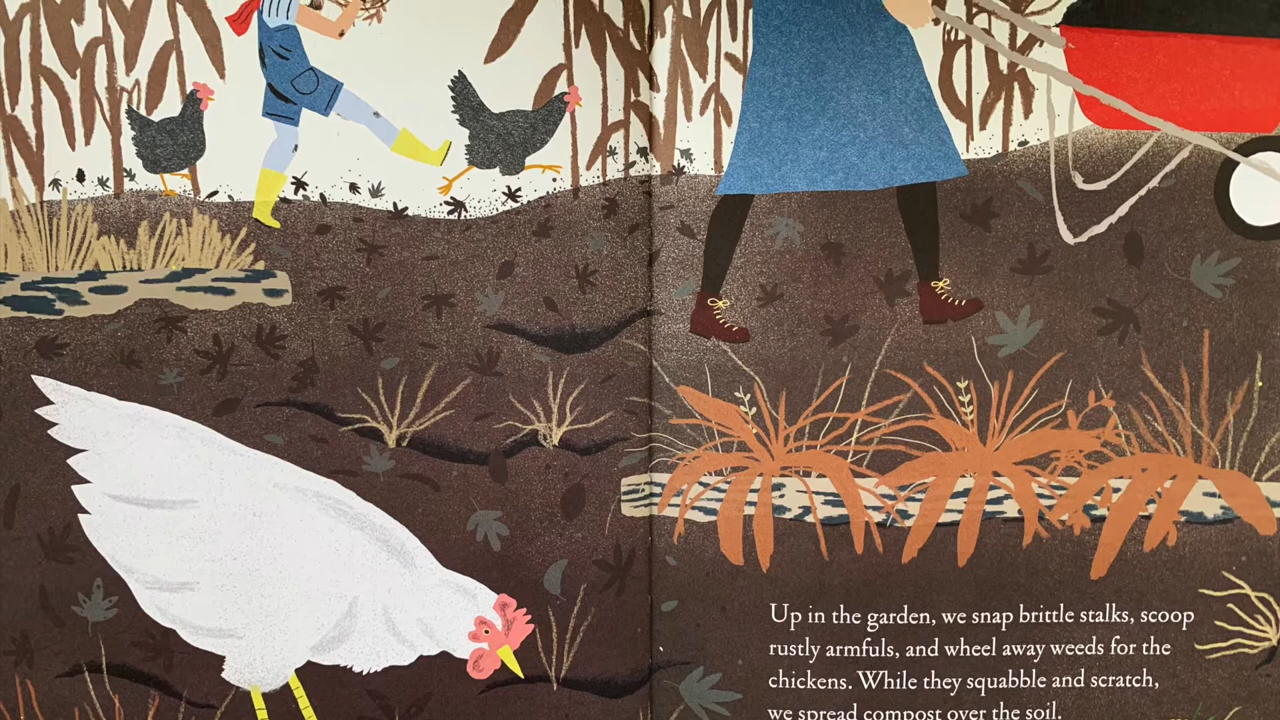 Up in the garden, we snap brittle stalks, scoop
rustly armfuls, and wheel away weeds for the
chickens. While they squabble and scratch,
we spread compost over the soil.